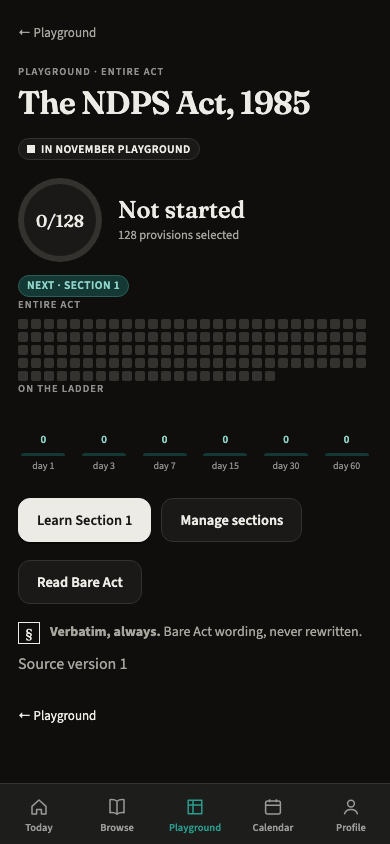 ← Playground
PLAYGROUND · ENTIRE ACT
The NDPS Act, 1985
IN NOVEMBER PLAYGROUND
0/128
Not started
128 provisions selected
NEXT · SECTION 1
ENTIRE ACT
ON THE LADDER
0 0 0 0 0 0
day 1 day 3 day 7 day 15 day 30 day 60
Learn Section 1 Manage sections
Read Bare Act
§ Verbatim, always. Bare Act wording, never rewritten.
Source version 1
← Playground
Today Browse Playground Calendar Profile